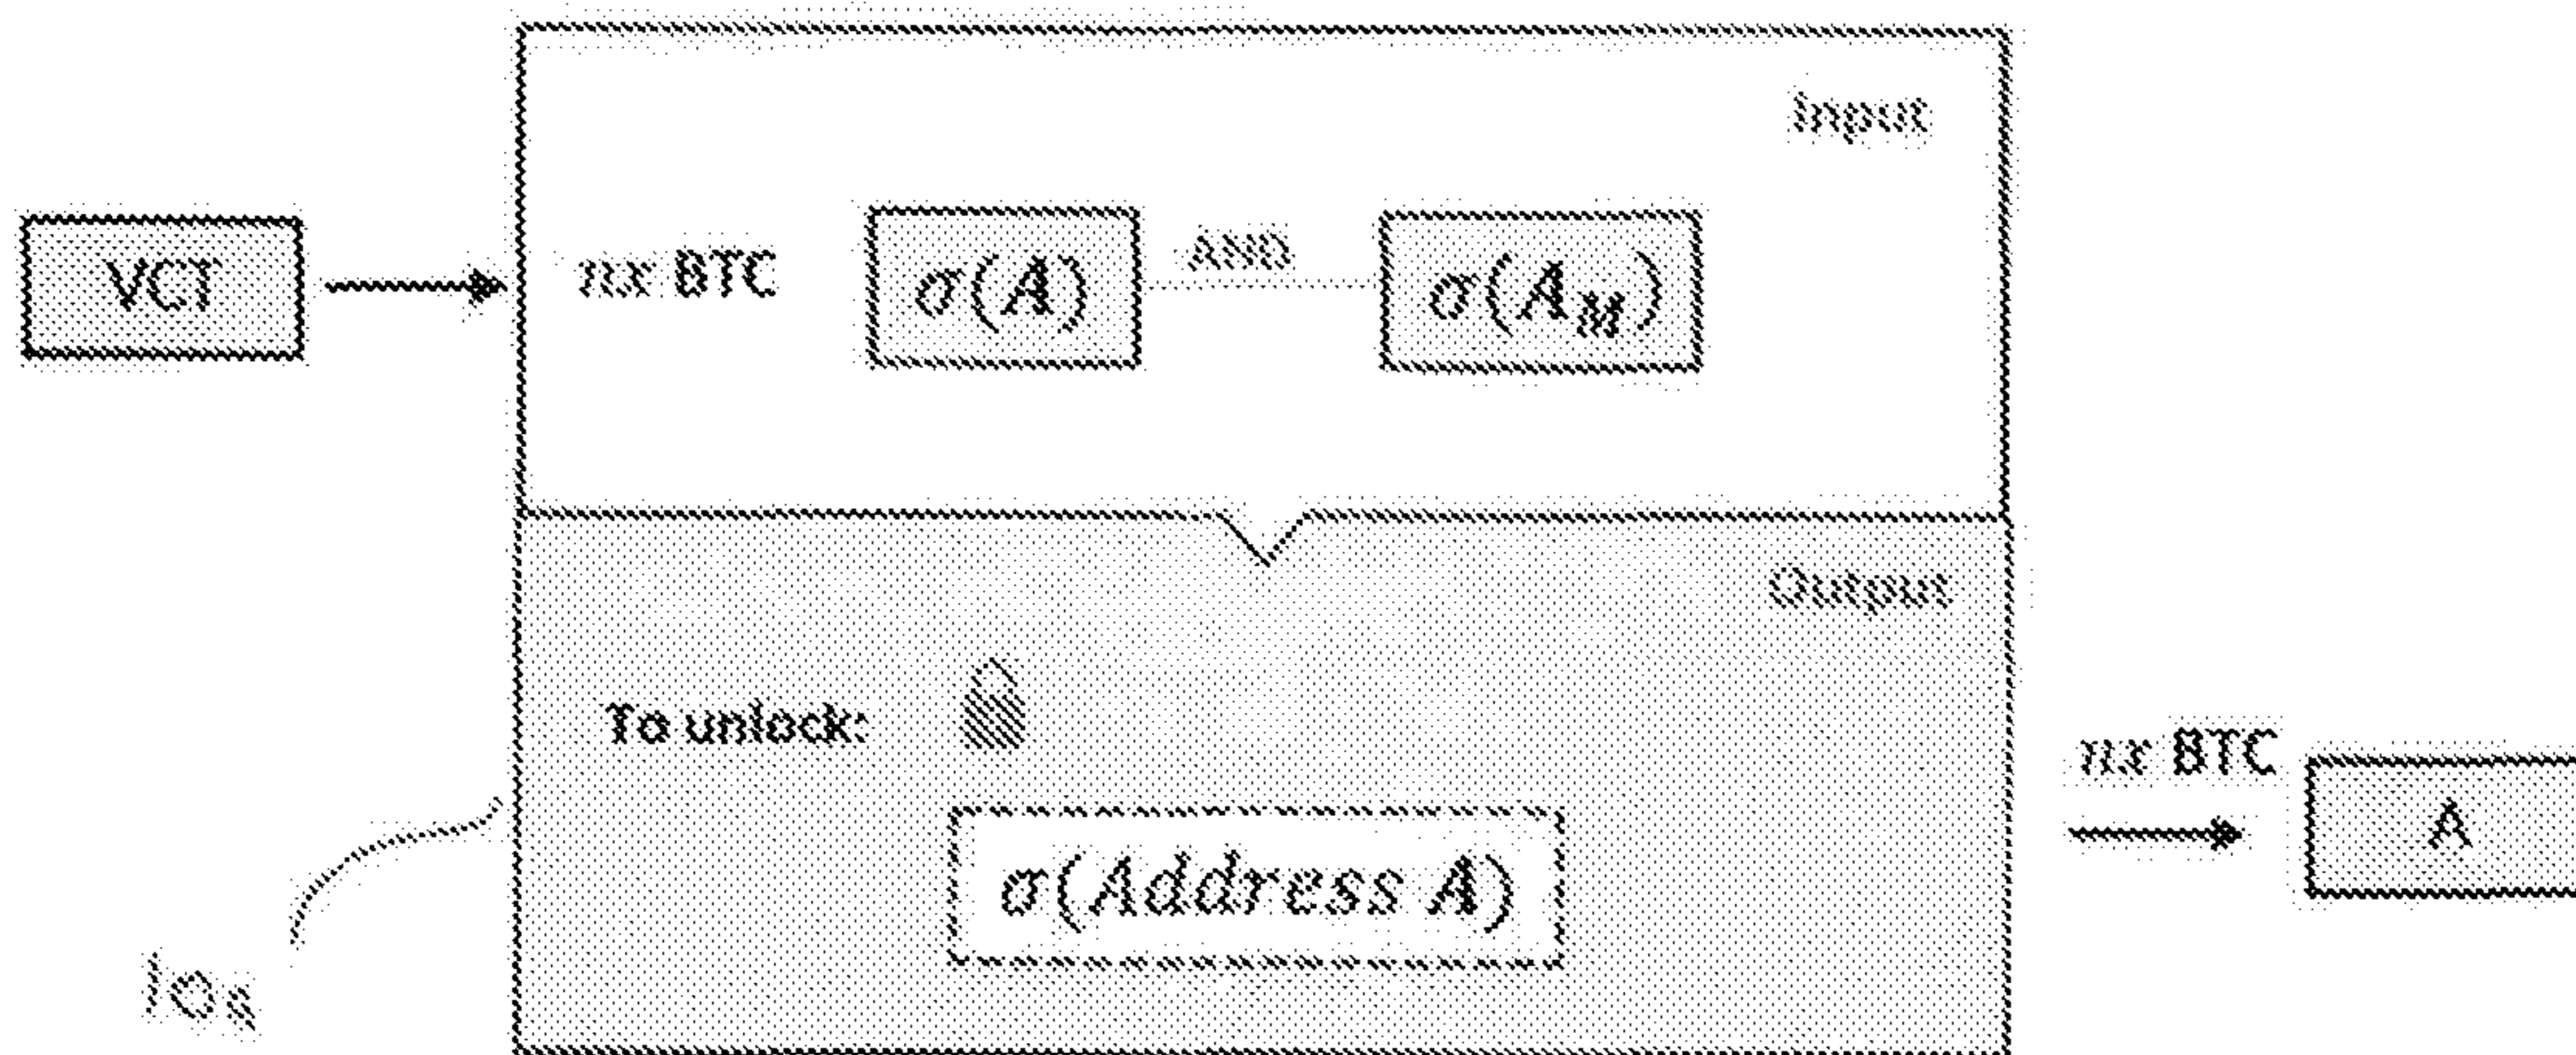 Input
VCT
nx BTC
σ(A)
AND
σ(A_M)
Output
To unlock:
nx BTC
A
σ(Address A)